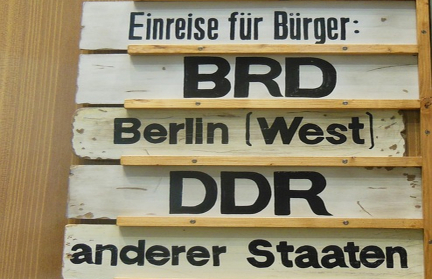 Einreise für Bürger:
BRD
Berlin (West)
DDR
anderer Staaten